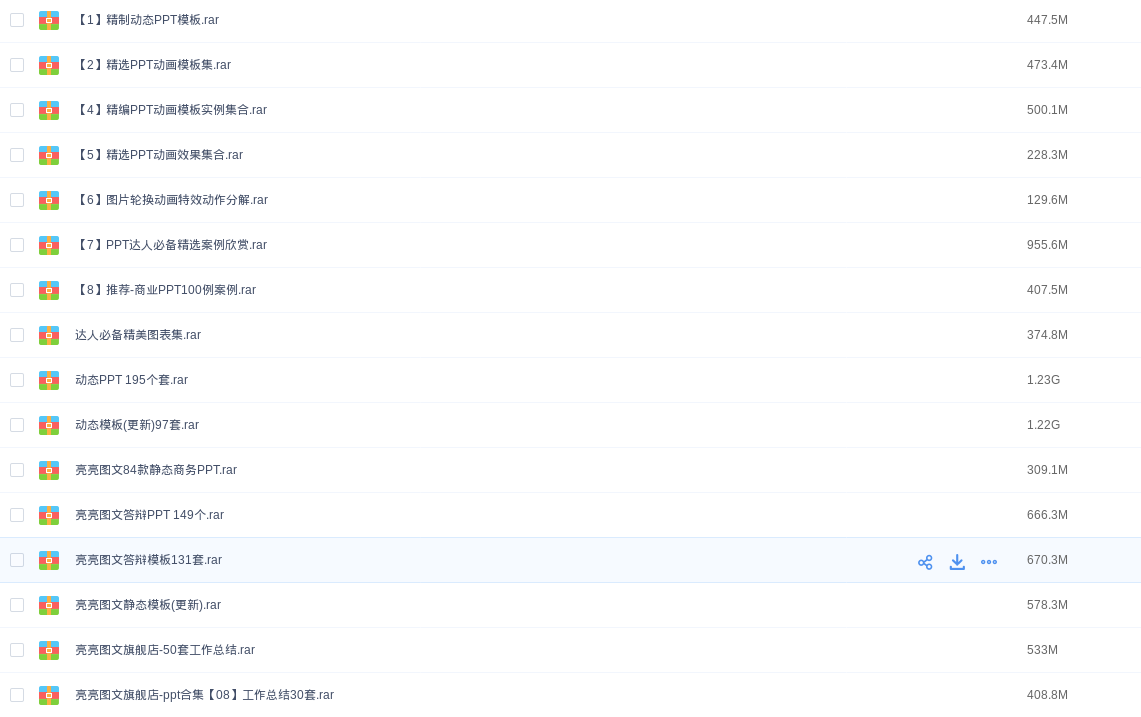 【1】精制动态PPT模板.rar 447.5M
【2】精选PPT动画模板集.rar 473.4M
【4】精编PPT动画模板实例集合.rar 500.1M
【5】精选PPT动画效果集合.rar 228.3M
【6】图片轮换动画特效动作分解.rar 129.6M
【7】PPT达人必备精选案例欣赏.rar 955.6M
【8】推荐-商业PPT100例案例.rar 407.5M
达人必备精美图表集.rar 374.8M
动态PPT 195个套.rar 1.23G
动态模板(更新)97套.rar 1.22G
亮亮图文84款静态商务PPT.rar 309.1M
亮亮图文答辩PPT 149个.rar 666.3M
亮亮图文答辩模板131套.rar 670.3M
亮亮图文静态模板(更新).rar 578.3M
亮亮图文旗舰店-50套工作总结.rar 533M
亮亮图文旗舰店-ppt合集【08】工作总结30套.rar 408.8M